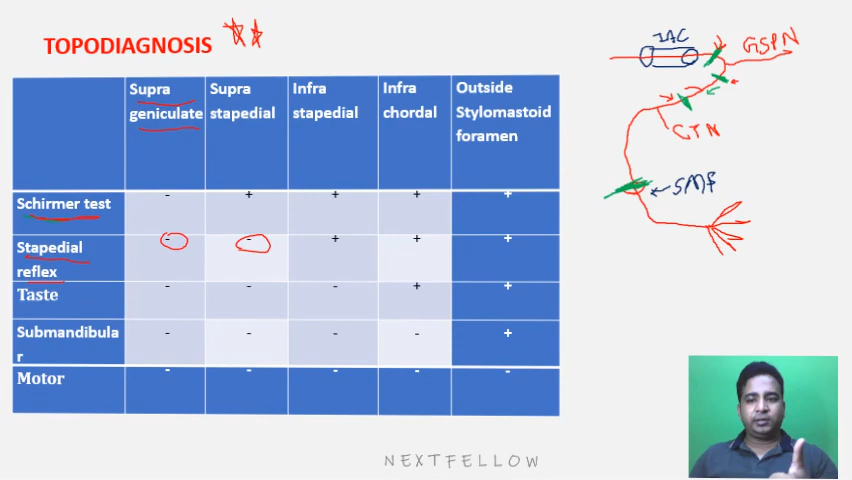 TOPODIAGNOSIS
Supra geniculate
Supra stapedial
Infra stapedial
Infra chordal
Outside Stylomastoid foramen
Schirmer test - + + + +
Stapedial reflex - - + + +
Taste - - - + +
Submandibula r - - - - +
Motor - - - - -
IAC
GSPN
CTN
SMF
NEXTFELLOW